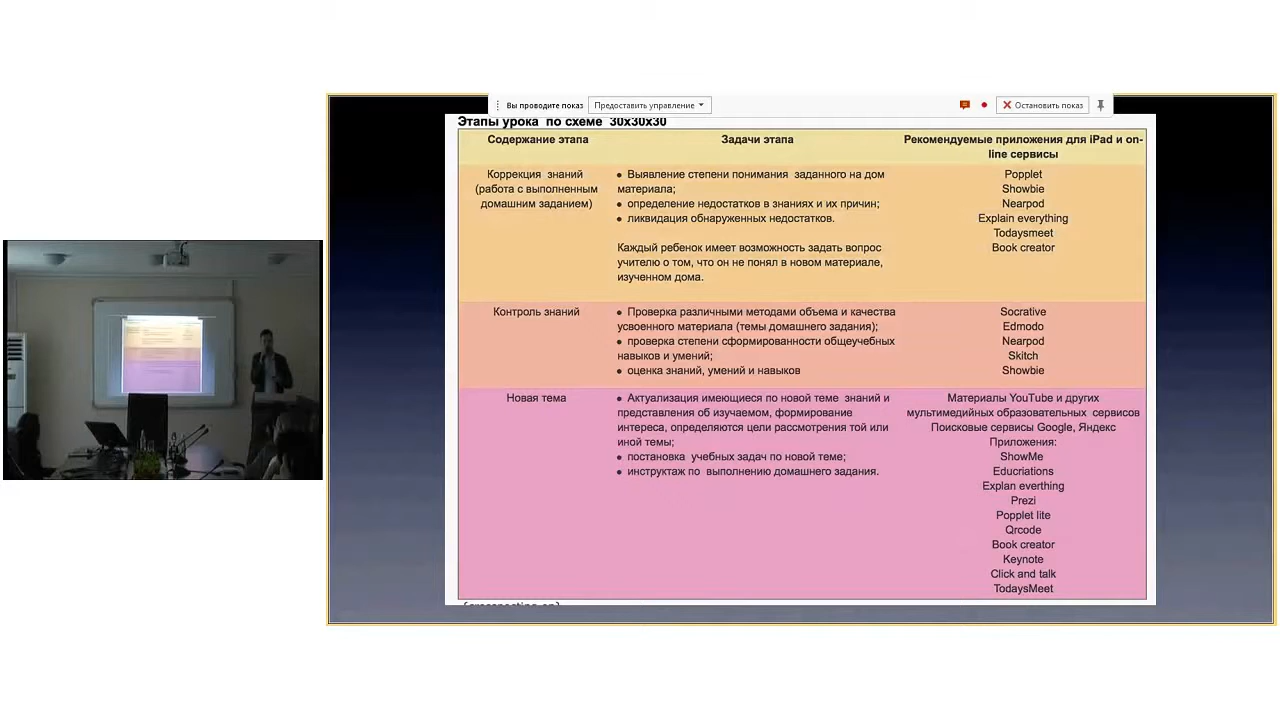 Вы проводите показ
Предоставить управление
Остановить показ
Этапы урока по схеме 30х30х30
Содержание этапа
Задачи этапа
Рекомендуемые приложения для iPad и on-
line сервисы
Коррекция знаний
(работа с выполненным
домашним заданием)
• Выявление степени понимания заданного на дом
материала;
• определение недостатков в знаниях и их причин;
• ликвидация обнаруженных недостатков.
Каждый ребенок имеет возможность задать вопрос
учителю о том, что он не понял в новом материале,
изученном дома.
Popplet
Showbie
Nearpod
Explain everything
Todaysmeet
Book creator
Контроль знаний
• Проверка различными методами объема и качества
усвоенного материала (темы домашнего задания);
• проверка степени сформированности общеучебных
навыков и умений;
• оценка знаний, умений и навыков
Socrative
Edmodo
Nearpod
Skitch
Showbie
Новая тема
• Актуализация имеющиеся по новой теме знаний и
представления об изучаемом, формирование
интереса, определяются цели рассмотрения той или
иной темы;
• постановка учебных задач по новой теме;
• инструктаж по выполнению домашнего задания.
Материалы YouTube и других
мультимедийных образовательных сервисов
Поисковые сервисы Google, Яндекс
Приложения:
ShowMe
Educriations
Explan everthing
Prezi
Popplet lite
Qrcode
Book creator
Keynote
Click and talk
TodaysMeet